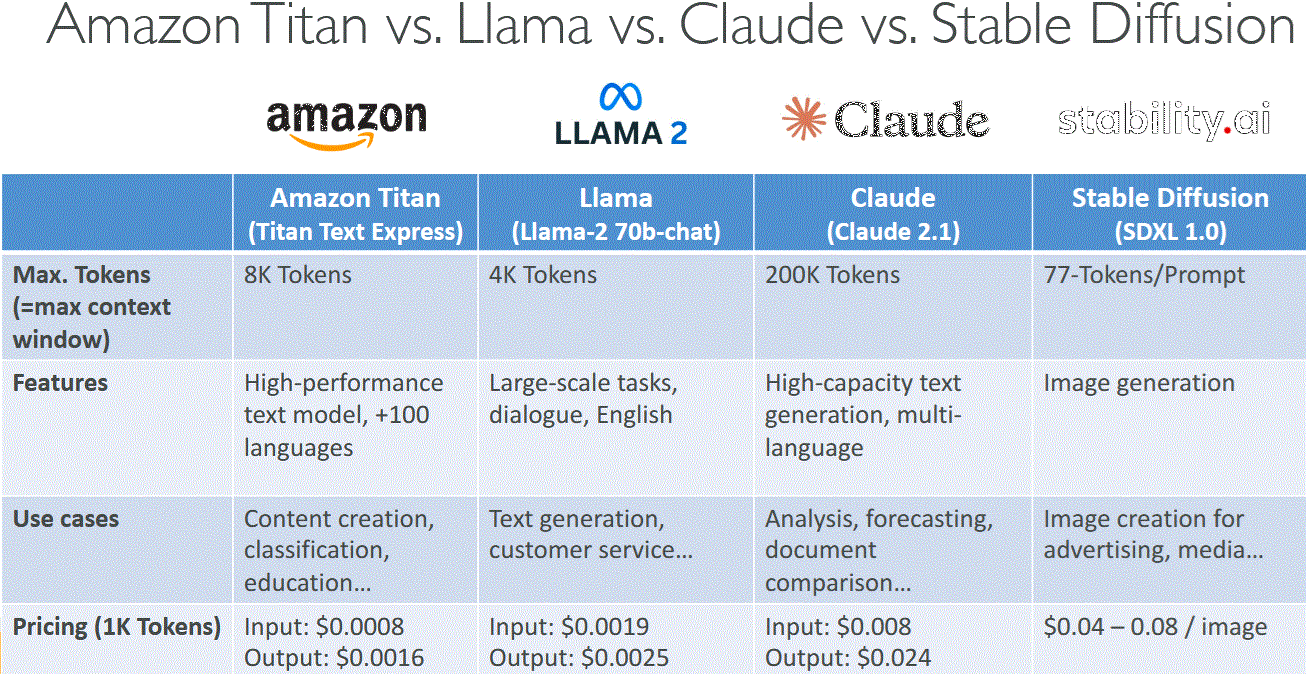 Amazon Titan vs. Llama vs. Claude vs. Stable Diffusion
amazon
LLAMA 2
Claude
stability.ai
Amazon Titan
(Titan Text Express)
Llama
(Llama-2 70b-chat)
Claude
(Claude 2.1)
Stable Diffusion
(SDXL 1.0)
Max. Tokens
(=max context
window)
8K Tokens
4K Tokens
200K Tokens
77-Tokens/Prompt
Features
High-performance
text model, +100
languages
Large-scale tasks,
dialogue, English
High-capacity text
generation, multi-
language
Image generation
Use cases
Content creation,
classification,
education…
Text generation,
customer service…
Analysis, forecasting,
document
comparison…
Image creation for
advertising, media…
Pricing (1K Tokens)
Input: $0.0008
Output: $0.0016
Input: $0.0019
Output: $0.0025
Input: $0.008
Output: $0.024
$0.04 – 0.08 / image